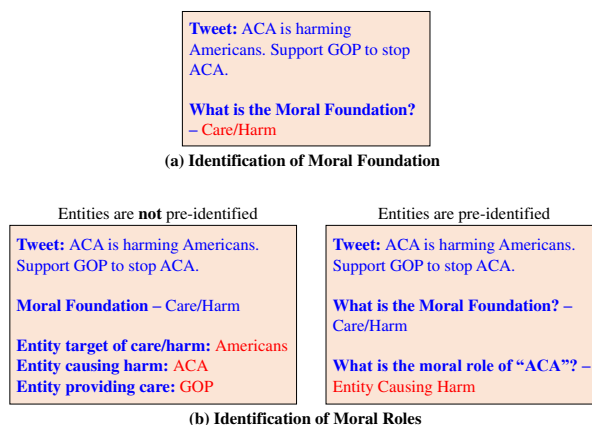 Tweet: ACA is harming
Americans. Support GOP to stop
ACA.
What is the Moral Foundation?
– Care/Harm
(a) Identification of Moral Foundation
Entities are not pre-identified
Tweet: ACA is harming Americans.
Support GOP to stop ACA.
Moral Foundation – Care/Harm
Entity target of care/harm: Americans
Entity causing harm: ACA
Entity providing care: GOP
Entities are pre-identified
Tweet: ACA is harming Americans.
Support GOP to stop ACA.
What is the Moral Foundation? –
Care/Harm
What is the moral role of “ACA”? –
Entity Causing Harm
(b) Identification of Moral Roles